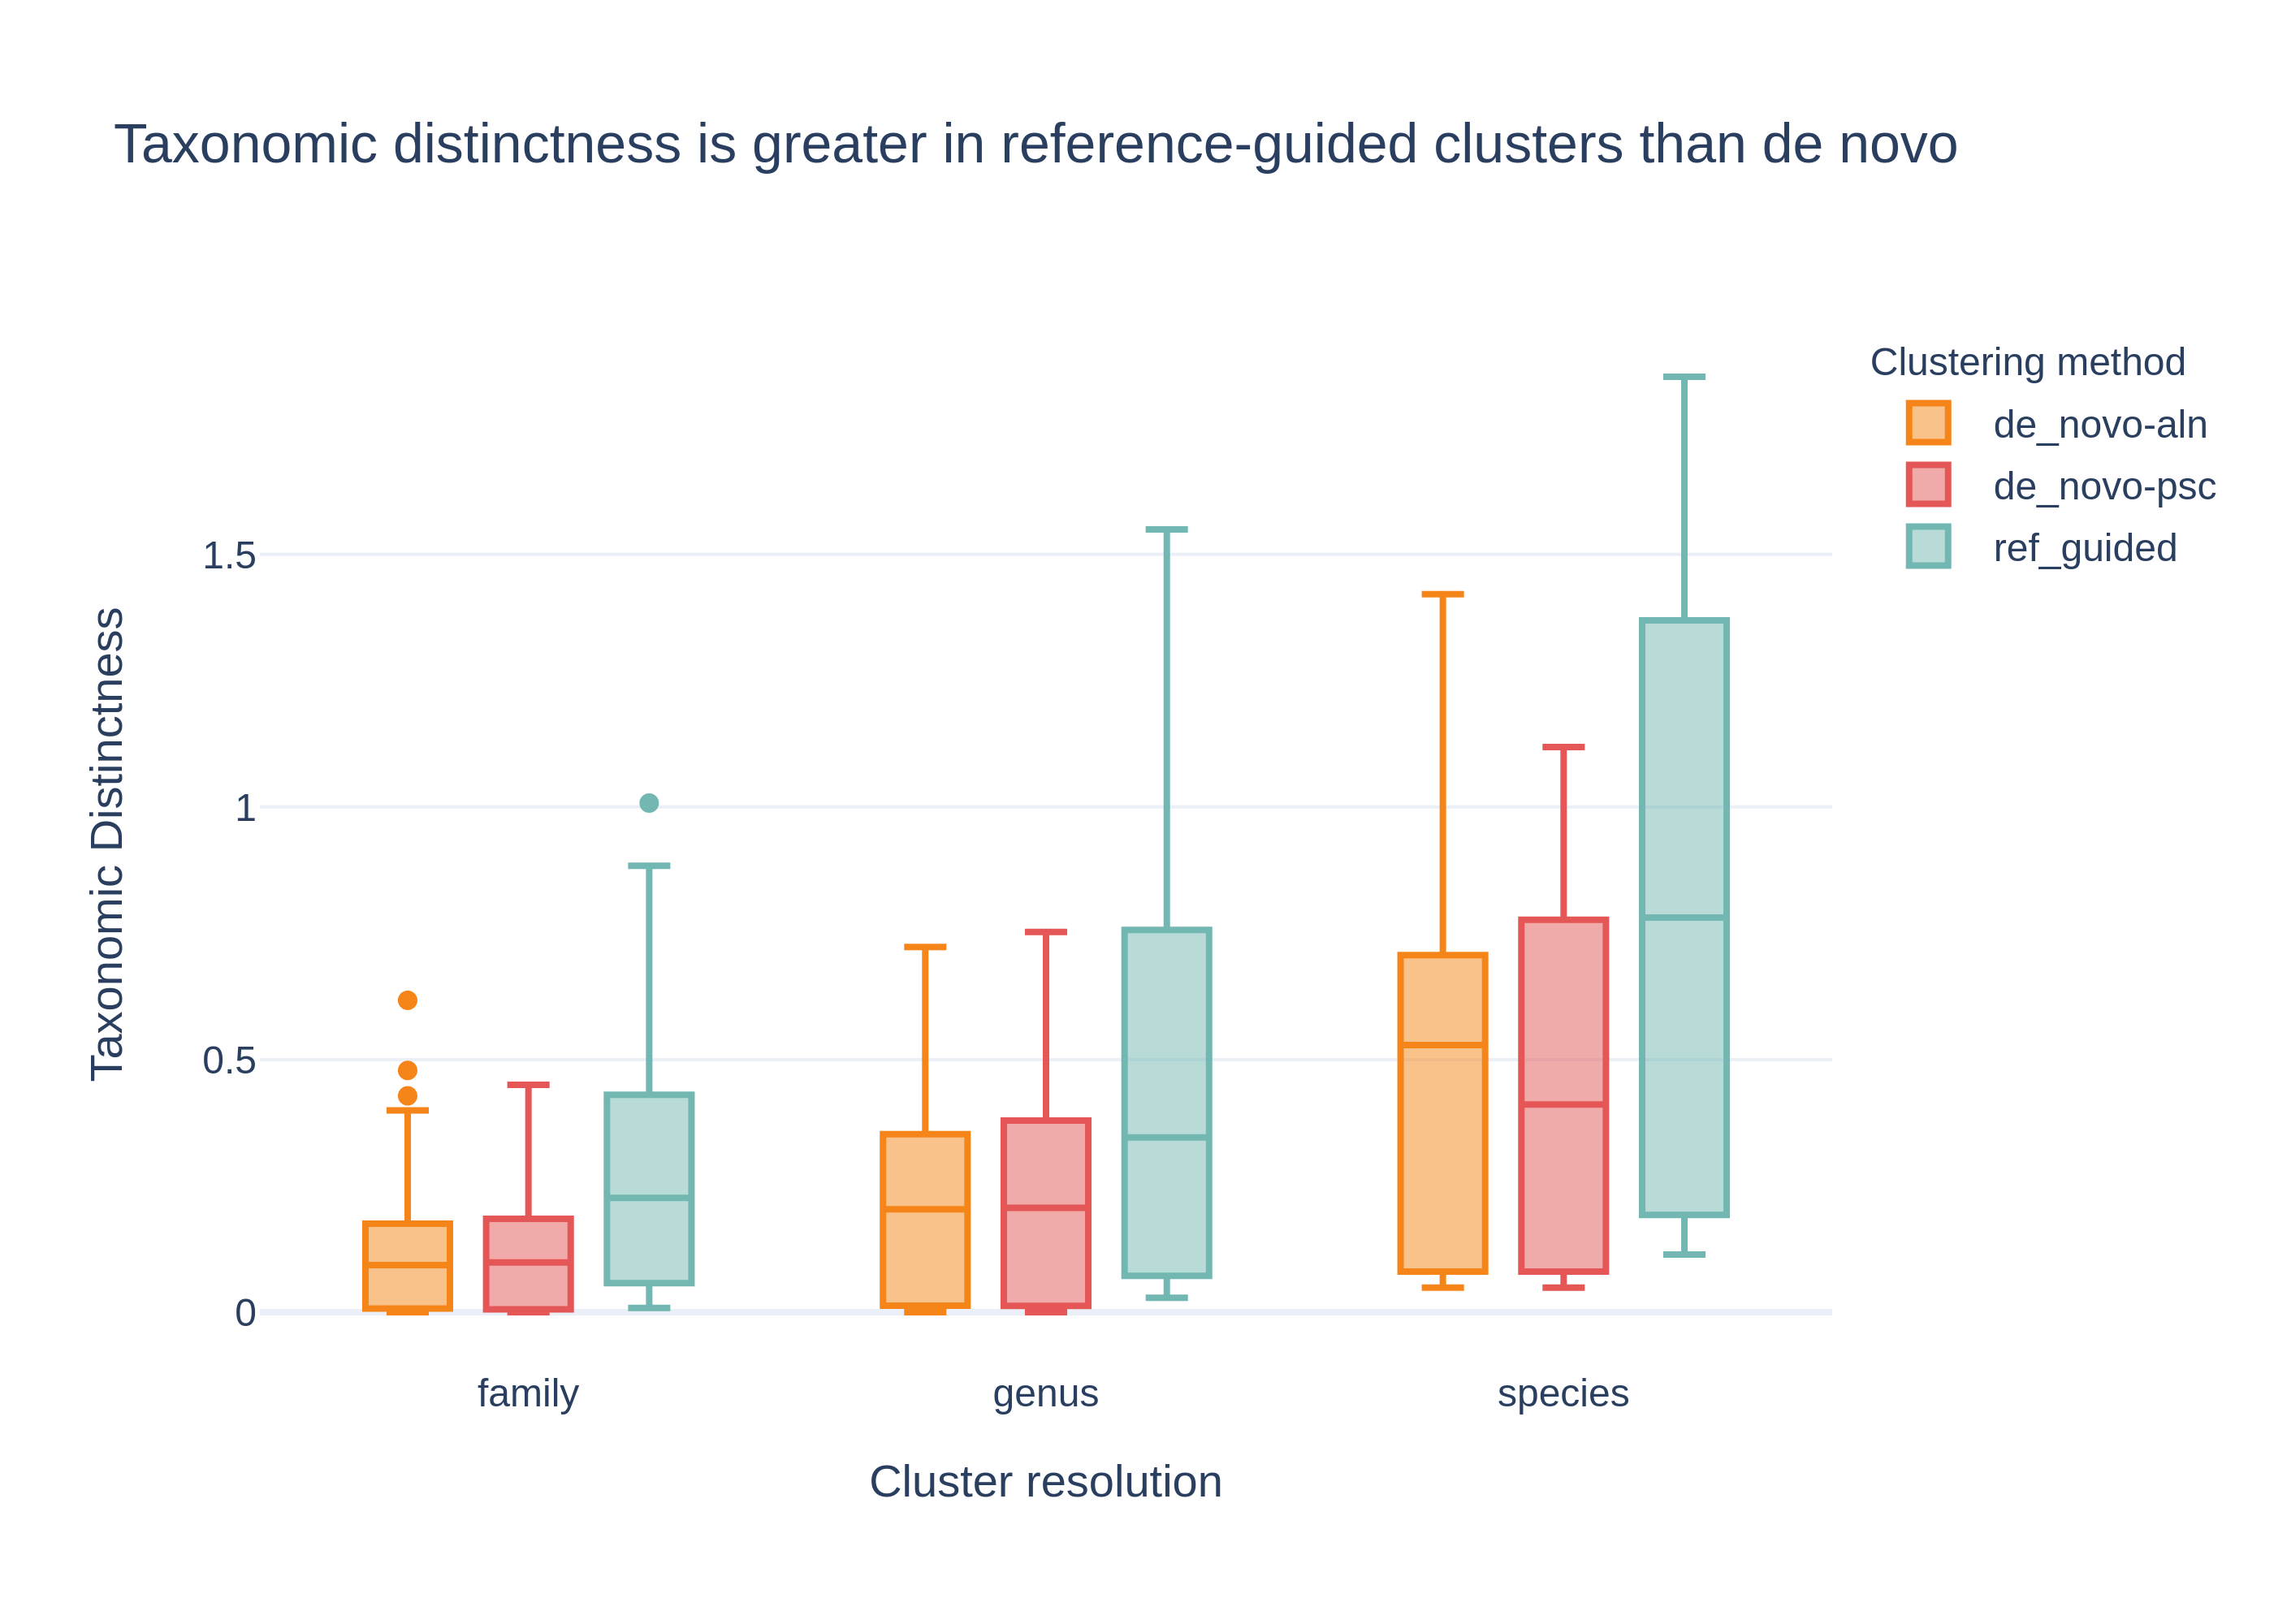 Taxonomic distinctness is greater in reference-guided clusters than de novo
Clustering method
de_novo-aln
de_novo-psc
ref_guided
Taxonomic Distinctness
1.5
1
0.5
0
family genus species
Cluster resolution